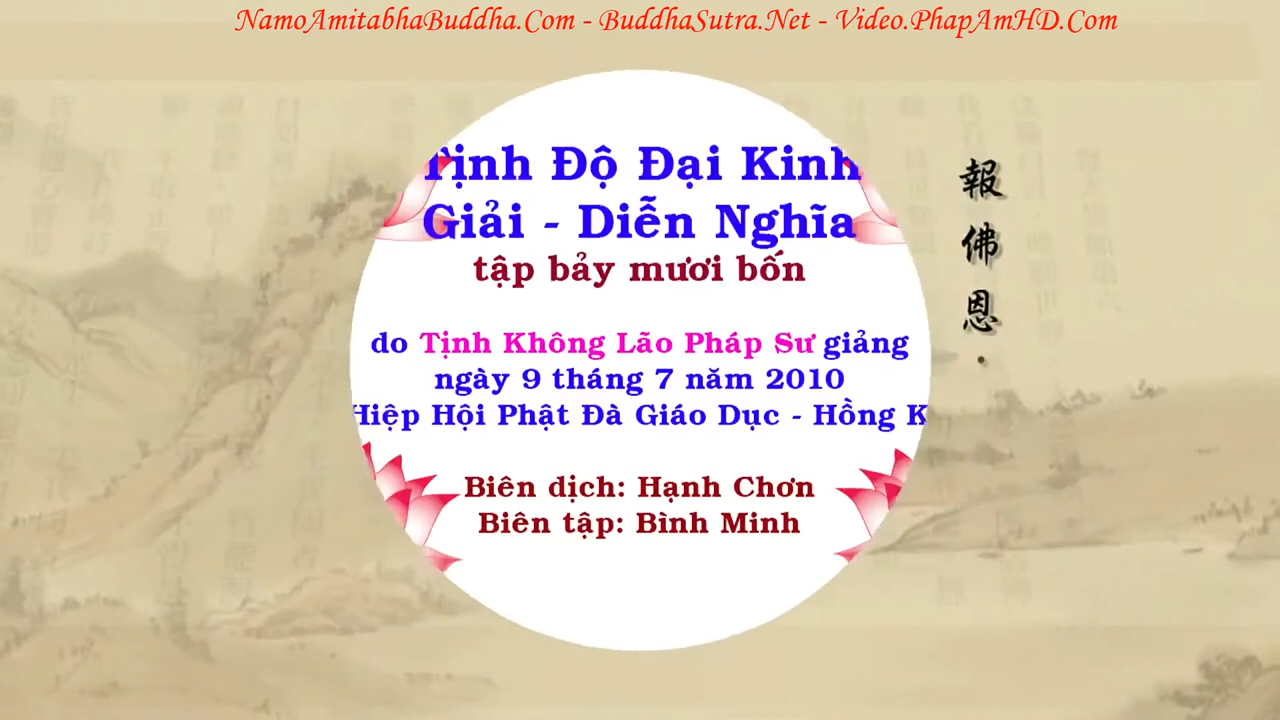 NamoAmitabhaBuddha.Com - BuddhaSutra.Net - Video.PhapAmHD.Com
Tịnh Độ Đại Kinh
Giải - Diễn Nghĩa
tập bảy mươi bốn
do Tịnh Không Lão Pháp Sư giảng
ngày 9 tháng 7 năm 2010
Hiệp Hội Phật Đà Giáo Dục - Hồng K
Biên dịch: Hạnh Chơn
Biên tập: Bình Minh
報佛恩.